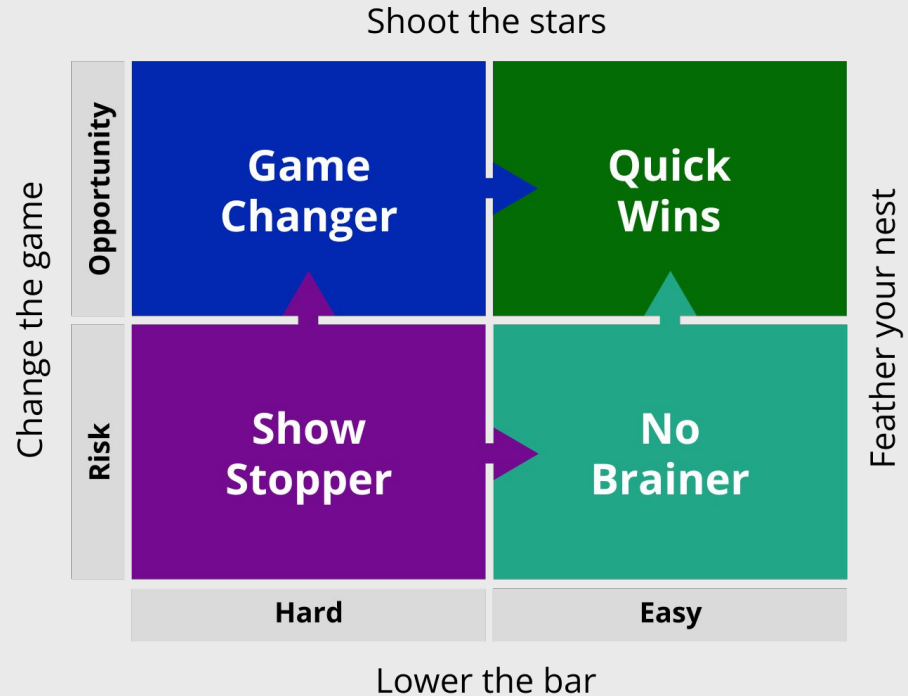 Shoot the stars
Change the game
Opportunity
Game
Changer
Quick
Wins
Feather your nest
Risk
Show
Stopper
No
Brainer
Hard
Easy
Lower the bar